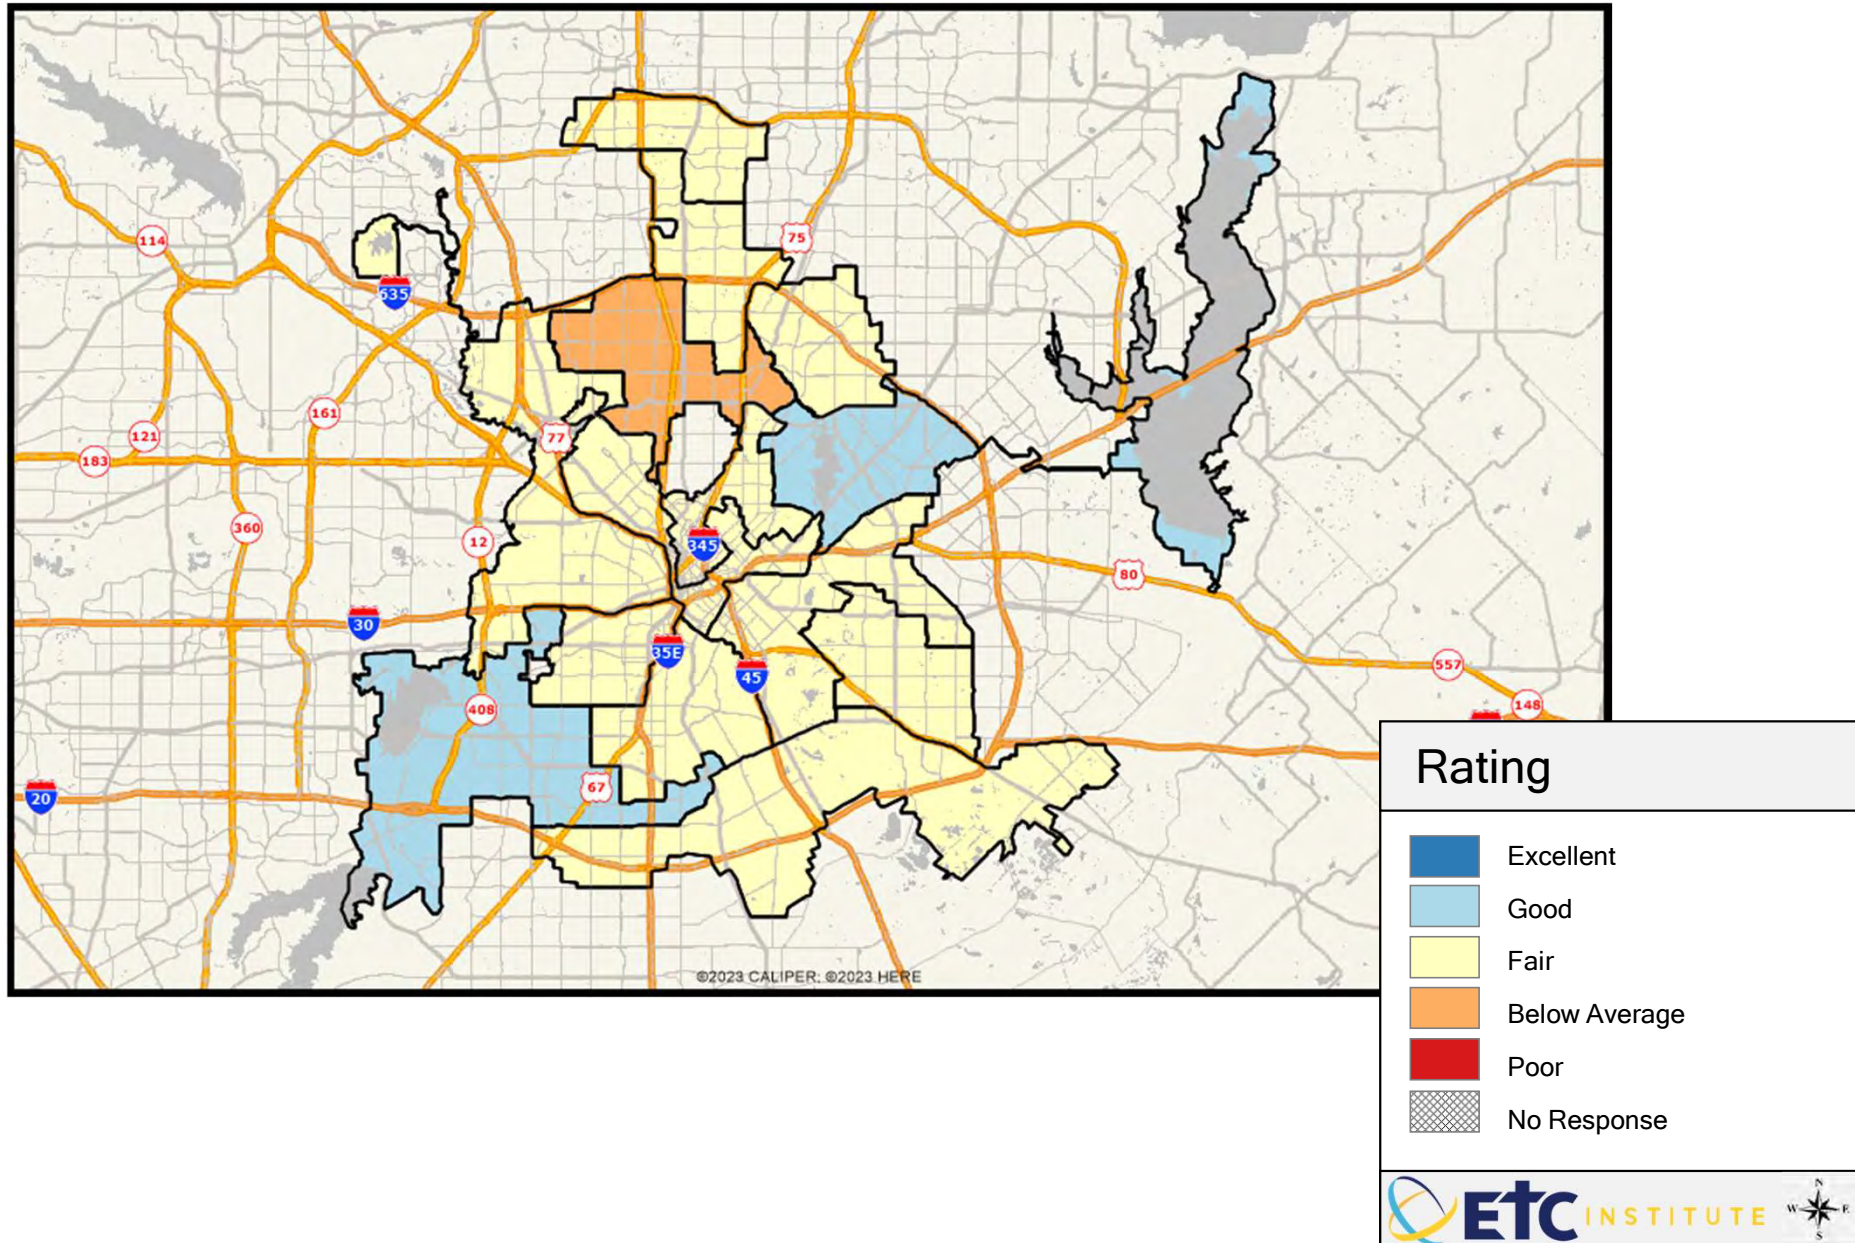 114
75
635
161
121
77
183
360
12
345
80
30
35E
45
557
408
148
67
20
©2023 CALIPER; ©2023 HERE
Rating
Excellent
Good
Fair
Below Average
Poor
No Response
ETC INSTITUTE
N
W E
S